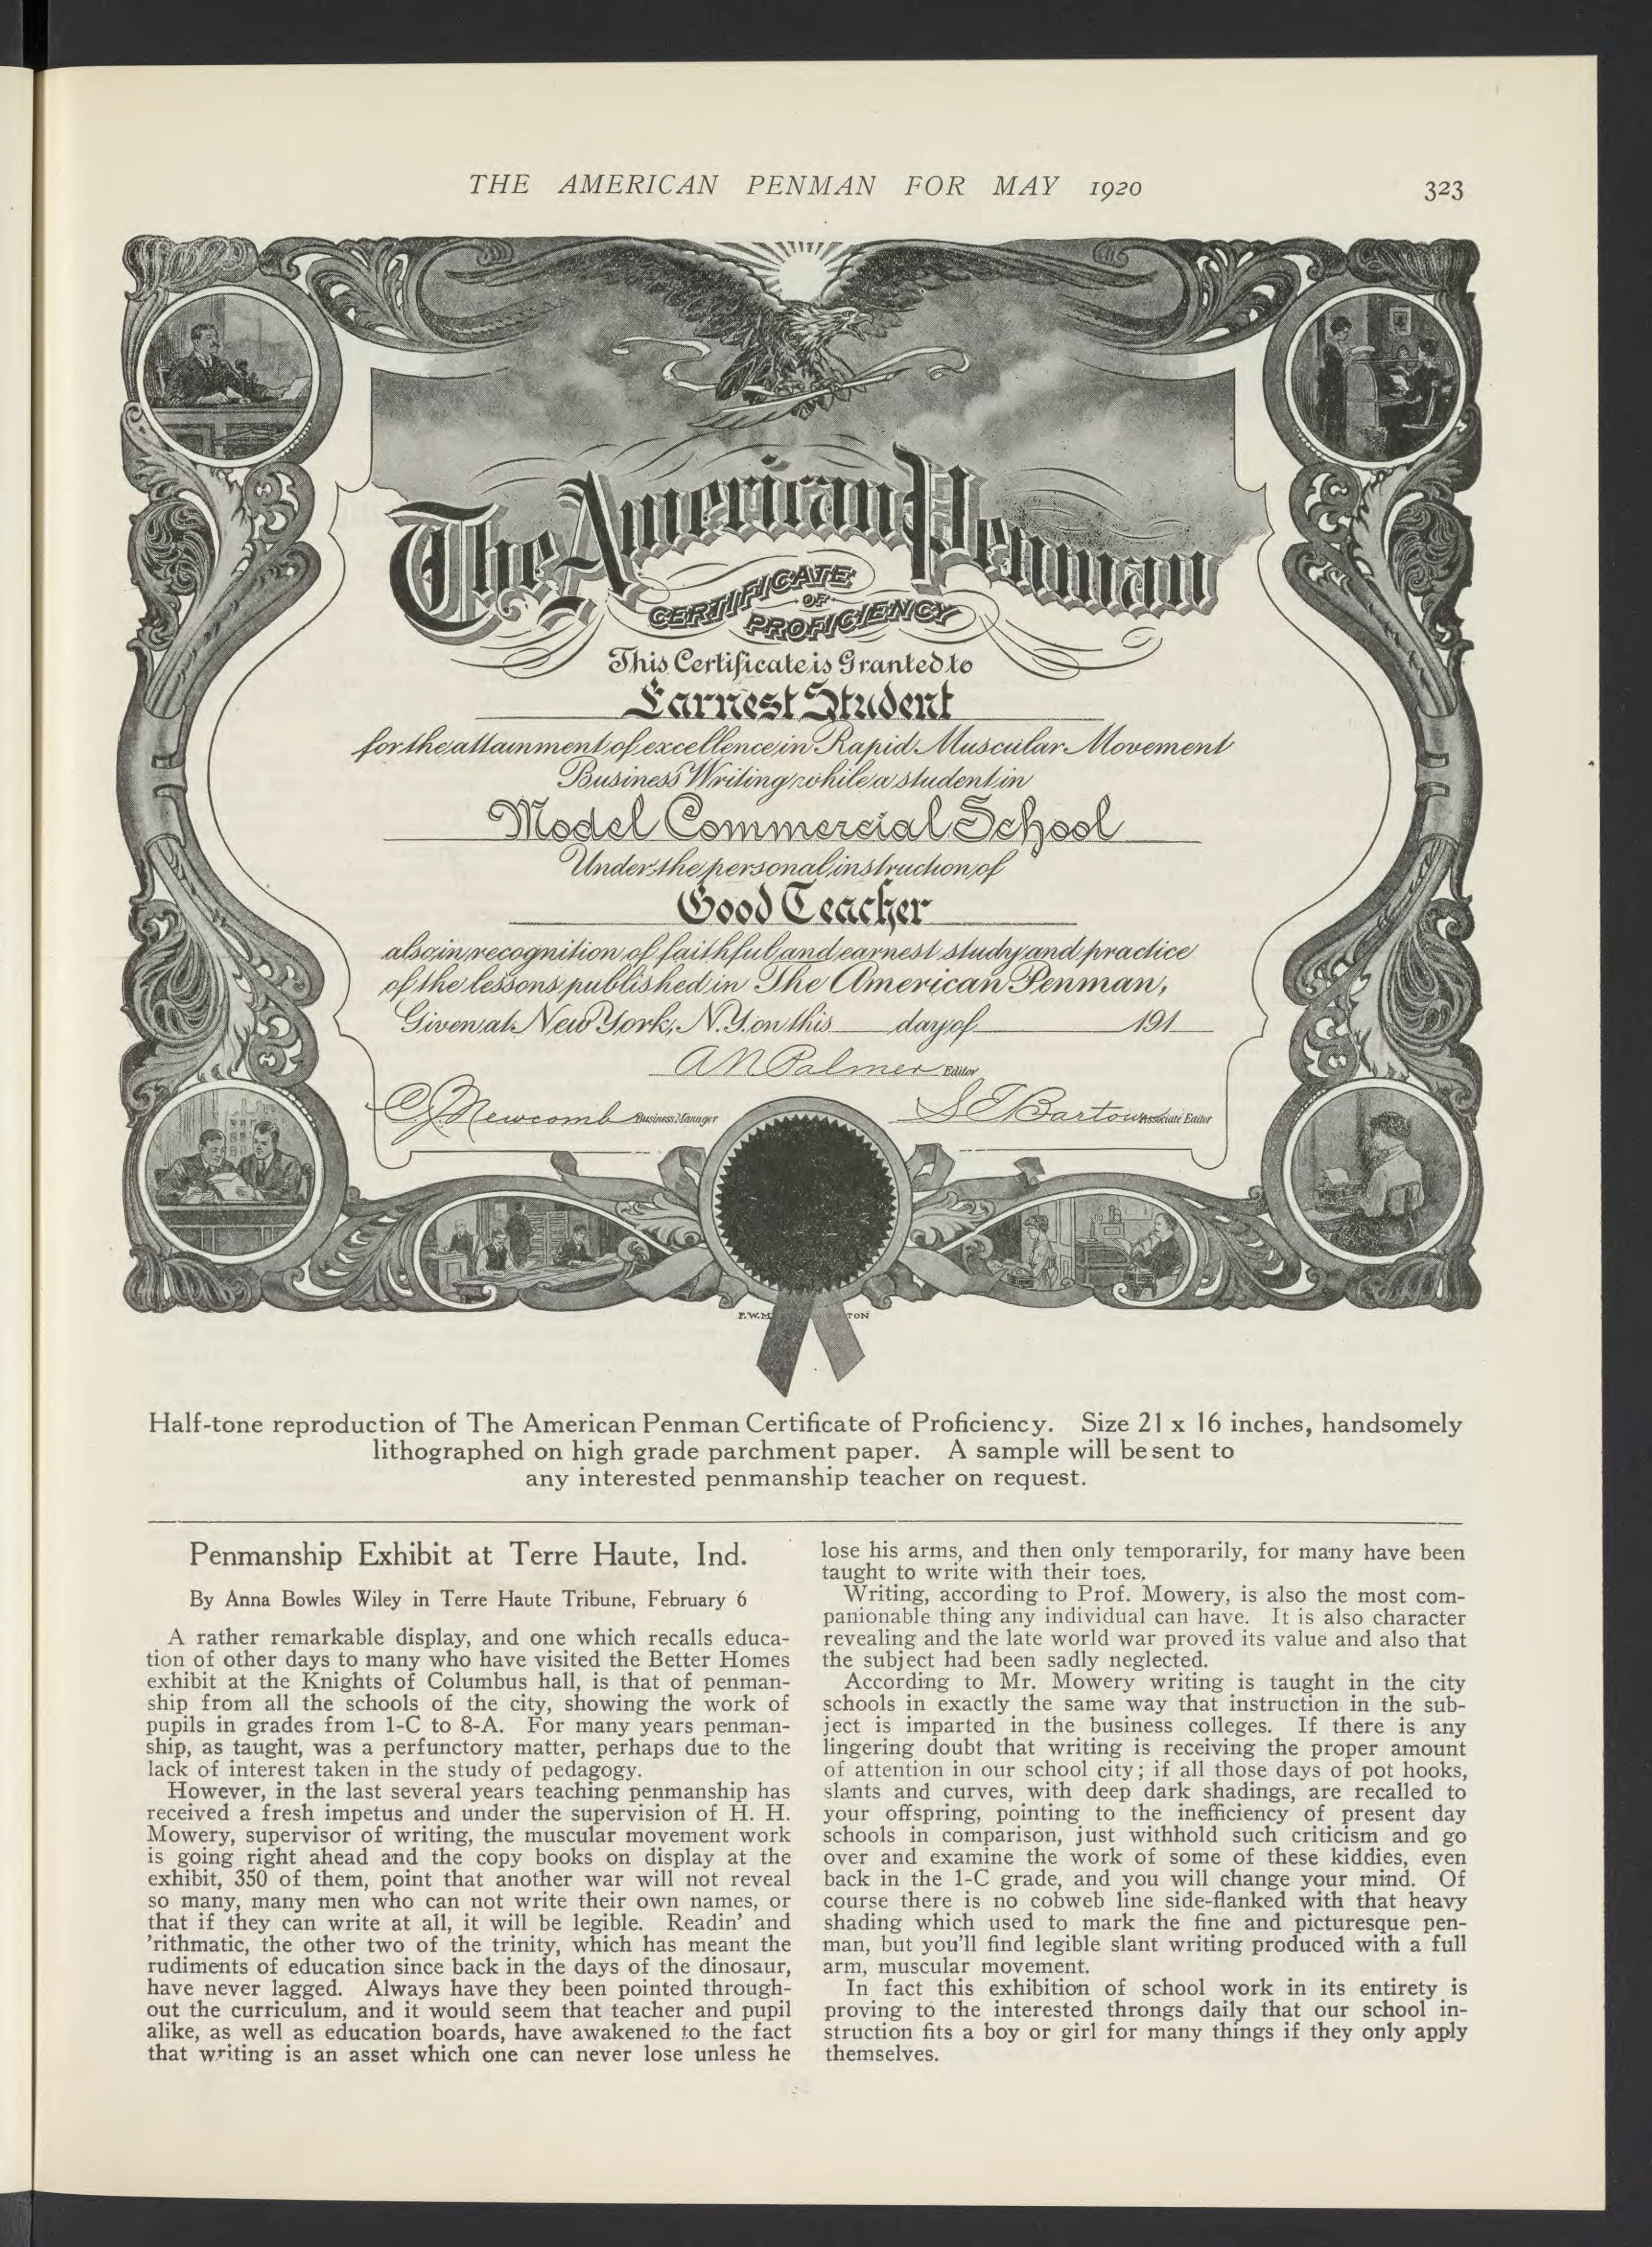 THE AMERICAN PENMAN FOR MAY 1920
323
The American Penman
CERTIFICATE
OF
PROFICIENCY
This Certificate is Granted to
Earnest Student
for the attainment of excellence in Rapid Muscular Movement
Business Writing while a student in
Model Commercial School
Under the personal instruction of
Good Teacher
also in recognition of faithful and earnest study and practice
of the lessons published in The American Penman,
Given at New York, N.Y. on this day of 191
A N Palmer Editor
C J Newcomb Business Manager
S E Bartow Associate Editor
F.W.M TON
Half-tone reproduction of The American Penman Certificate of Proficiency. Size 21 x 16 inches, handsomely
lithographed on high grade parchment paper. A sample will be sent to
any interested penmanship teacher on request.
Penmanship Exhibit at Terre Haute, Ind.
By Anna Bowles Wiley in Terre Haute Tribune, February 6
A rather remarkable display, and one which recalls educa-
tion of other days to many who have visited the Better Homes
exhibit at the Knights of Columbus hall, is that of penman-
ship from all the schools of the city, showing the work of
pupils in grades from 1-C to 8-A. For many years penman-
ship, as taught, was a perfunctory matter, perhaps due to the
lack of interest taken in the study of pedagogy.
However, in the last several years teaching penmanship has
received a fresh impetus and under the supervision of H. H.
Mowery, supervisor of writing, the muscular movement work
is going right ahead and the copy books on display at the
exhibit, 350 of them, point that another war will not reveal
so many, many men who can not write their own names, or
that if they can write at all, it will be legible. Readin' and
'rithmatic, the other two of the trinity, which has meant the
rudiments of education since back in the days of the dinosaur,
have never lagged. Always have they been pointed through-
out the curriculum, and it would seem that teacher and pupil
alike, as well as education boards, have awakened to the fact
that writing is an asset which one can never lose unless he
lose his arms, and then only temporarily, for many have been
taught to write with their toes.
Writing, according to Prof. Mowery, is also the most com-
panionable thing any individual can have. It is also character
revealing and the late world war proved its value and also that
the subject had been sadly neglected.
According to Mr. Mowery writing is taught in the city
schools in exactly the same way that instruction in the sub-
ject is imparted in the business colleges. If there is any
lingering doubt that writing is receiving the proper amount
of attention in our school city; if all those days of pot hooks,
slants and curves, with deep dark shadings, are recalled to
your offspring, pointing to the inefficiency of present day
schools in comparison, just withhold such criticism and go
over and examine the work of some of these kiddies, even
back in the 1-C grade, and you will change your mind. Of
course there is no cobweb line side-flanked with that heavy
shading which used to mark the fine and picturesque pen-
man, but you'll find legible slant writing produced with a full
arm, muscular movement.
In fact this exhibition of school work in its entirety is
proving to the interested throngs daily that our school in-
struction fits a boy or girl for many things if they only apply
themselves.